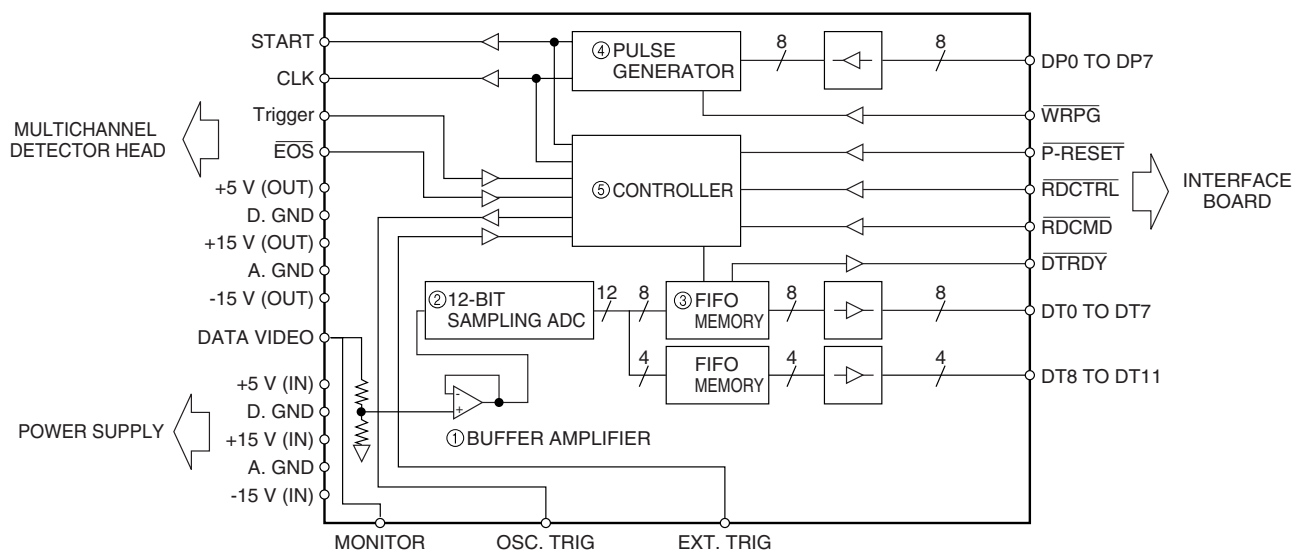 START
CLK
Trigger
EOS
+5 V (OUT)
D. GND
+15 V (OUT)
A. GND
-15 V (OUT)
DATA VIDEO
+5 V (IN)
D. GND
+15 V (IN)
A. GND
-15 V (IN)
MULTICHANNEL
DETECTOR HEAD
POWER SUPPLY
④PULSE
GENERATOR
8
8
⑤CONTROLLER
②12-BIT
SAMPLING ADC
12
8
③FIFO
MEMORY
8
8
4
FIFO
MEMORY
4
4
-
+
①BUFFER AMPLIFIER
DP0 TO DP7
WRPG
P-RESET
RDCTRL
RDCMD
DTRDY
DT0 TO DT7
DT8 TO DT11
INTERFACE
BOARD
MONITOR
OSC. TRIG
EXT. TRIG